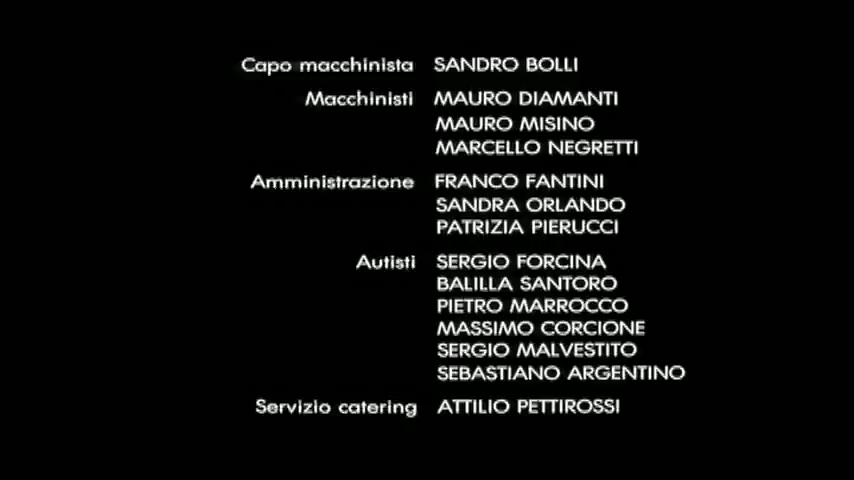 Capo macchinista SANDRO BOLLI
Macchinisti MAURO DIAMANTI
MAURO MISINO
MARCELLO NEGRETTI
Amministrazione FRANCO FANTINI
SANDRA ORLANDO
PATRIZIA PIERUCCI
Autisti SERGIO FORCINA
BALILLA SANTORO
PIETRO MARROCCO
MASSIMO CORCIONE
SERGIO MALVESTITO
SEBASTIANO ARGENTINO
Servizio catering ATTILIO PETTIROSSI